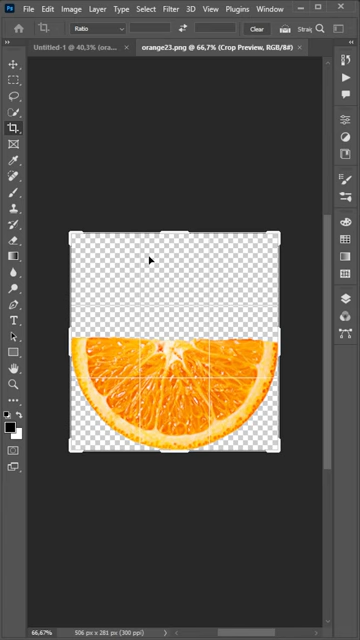 Ps File Edit Image Layer Type Select Filter 3D View Plugins Window
Ratio Clear Straig
Untitled-1 @ 40,3% (ora... × orange23.png @ 66,7% (Crop Preview, RGB/8#) ×
66,67% 506 px x 281 px (300 ppi)